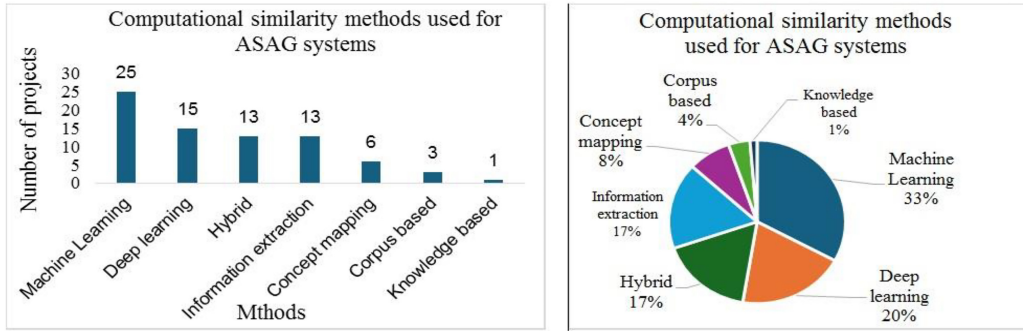 Computational similarity methods used for
ASAG systems
Number of projects
30
25
20
15
10
5
0
25
15
13
13
6
3
1
Machine Learning
Deep learning
Hybrid
Information extraction
Concept mapping
Corpus based
Knowledge based
Mthods
Computational similarity methods
used for ASAG systems
Corpus
based
4%
Knowledge
based
1%
Concept
mapping
8%
Machine
Learning
33%
Information
extraction
17%
Hybrid
17%
Deep
learning
20%